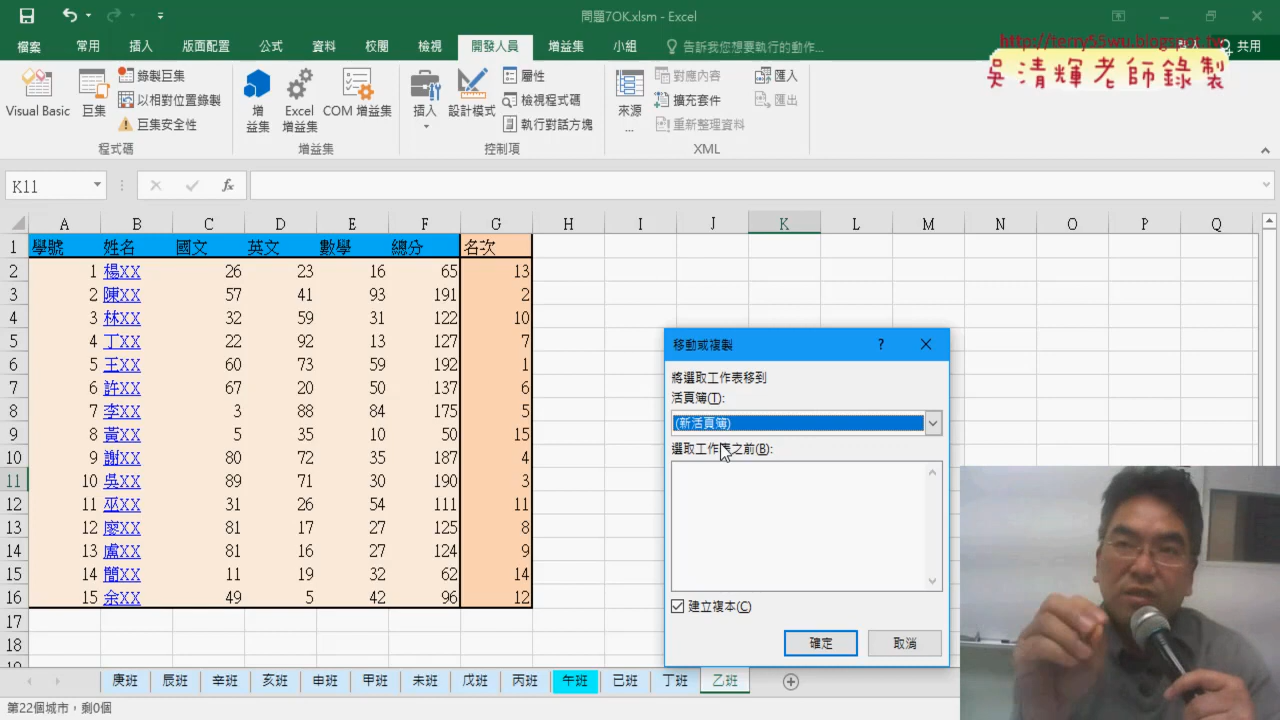 問題7OK.xlsm - Excel
檔案 常用 插入 版面配置 公式 資料 校閱 檢視 開發人員 增益集 小組 告訴我您想要執行的動作... 共用
http://terry55wu.blogspot.tw
吳清輝老師錄製
Visual Basic 巨集 錄製巨集 以相對位置錄製 巨集安全性
增益集 Excel 增益集 COM 增益集
插入 設計模式 屬性 檢視程式碼 執行對話方塊
來源... 對應內容 擴充套件 重新整理資料 匯入 匯出
程式碼 增益集 控制項 XML
K11 fx
A B C D E F G H I J K L M N O P Q
1 學號 姓名 國文 英文 數學 總分 名次
2 1 楊XX 26 23 16 65 13
3 2 陳XX 57 41 93 191 2
4 3 林XX 32 59 31 122 10
5 4 丁XX 22 92 13 127 7
6 5 王XX 60 73 59 192 1
7 6 許XX 67 20 50 137 6
8 7 李XX 3 88 84 175 5
9 8 黃XX 5 35 10 50 15
10 9 謝XX 80 72 35 187 4
11 10 吳XX 89 71 30 190 3
12 11 巫XX 31 26 54 111 11
13 12 廖XX 81 17 27 125 8
14 13 盧XX 81 16 27 124 9
15 14 簡XX 11 19 32 62 14
16 15 余XX 49 5 42 96 12
17
18
移動或複製 ?
將選取工作表移到
活頁簿(T):
(新活頁簿)
選取工作表之前(B):
建立複本(C)
確定 取消
庚班 辰班 辛班 亥班 申班 甲班 未班 戊班 丙班 午班 已班 丁班 乙班
第22個城市，剩0個